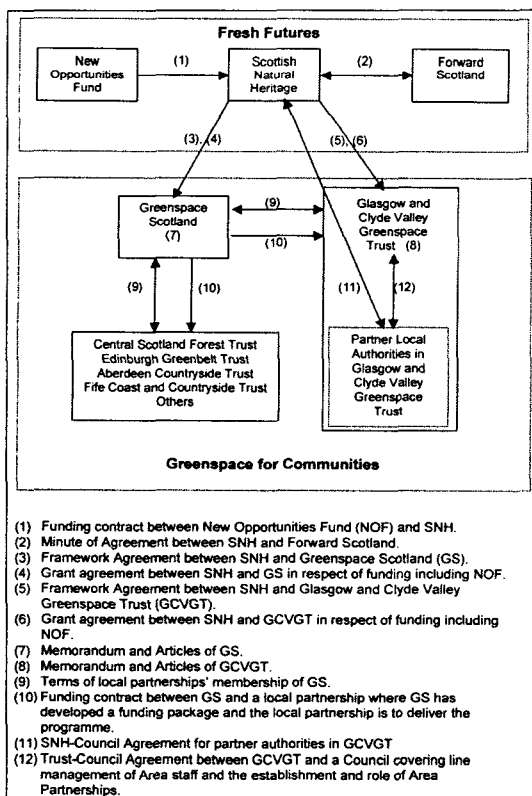 Fresh Futures
New
Opportunities
Fund
(1)
Scottish
Natural
Heritage
(2)
Forward
Scotland
(3), (4)
(5), (6)
Greenspace
Scotland
(7)
(9)
(10)
Glasgow and
Clyde Valley
Greenspace
Trust (8)
(9)
(10)
(11)
(12)
Central Scotland Forest Trust
Edinburgh Greenbelt Trust
Aberdeen Countryside Trust
Fife Coast and Countryside Trust
Others
Partner Local
Authorities in
Glasgow and
Clyde Valley
Greenspace
Trust
Greenspace for Communities
(1) Funding contract between New Opportunities Fund (NOF) and SNH.
(2) Minute of Agreement between SNH and Forward Scotland.
(3) Framework Agreement between SNH and Greenspace Scotland (GS).
(4) Grant agreement between SNH and GS in respect of funding including NOF.
(5) Framework Agreement between SNH and Glasgow and Clyde Valley
Greenspace Trust (GCVGT).
(6) Grant agreement between SNH and GCVGT in respect of funding including
NOF.
(7) Memorandum and Articles of GS.
(8) Memorandum and Articles of GCVGT.
(9) Terms of local partnerships' membership of GS.
(10) Funding contract between GS and a local partnership where GS has
developed a funding package and the local partnership is to deliver the
programme.
(11) SNH-Council Agreement for partner authorities in GCVGT
(12) Trust-Council Agreement between GCVGT and a Council covering line
management of Area staff and the establishment and role of Area
Partnerships.